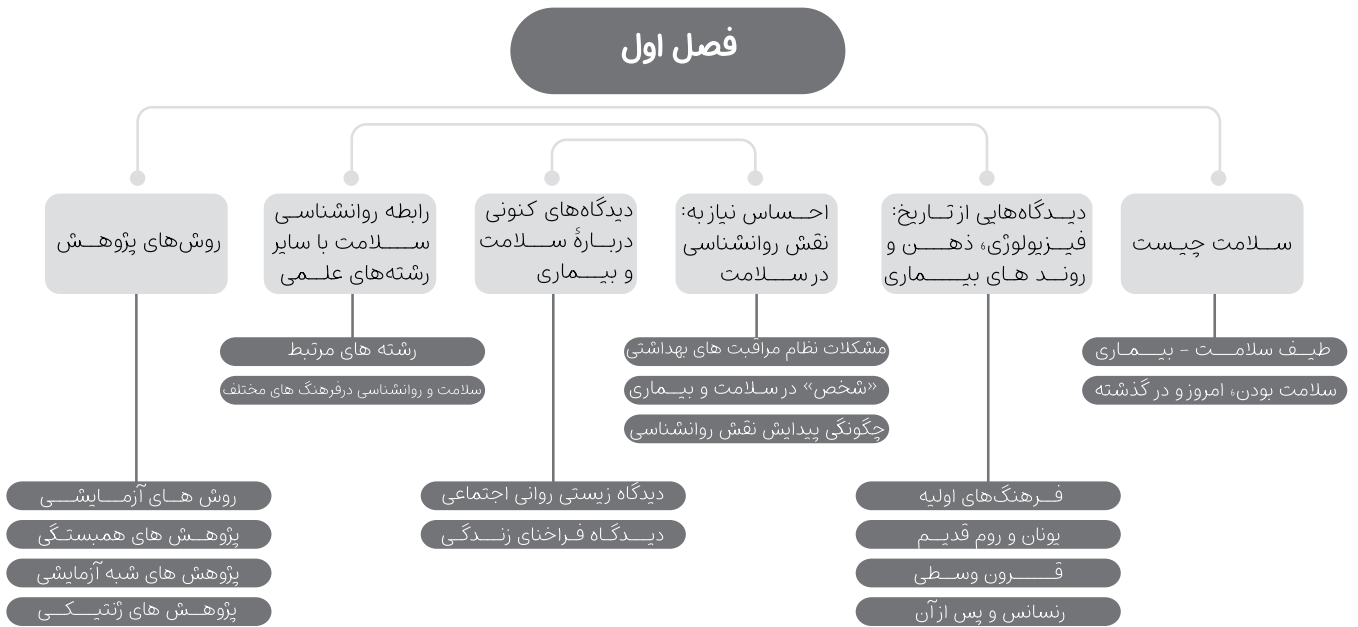 فصل اول
سلامت چیست
طیف سلامت - بیماری
سلامت بودن، امروز و در گذشته
دیدگاه‌هایی از تاریخ:
فیزیولوژی، ذهن و
روند های بیماری
فرهنگ‌های اولیه
یونان و روم قدیم
قرون وسطی
رنسانس و پس از آن
احساس نیاز به:
نقش روانشناسی
در سلامت
مشکلات نظام مراقبت های بهداشتی
«شخص» در سلامت و بیماری
چگونگی پیدایش نقش روانشناسی
دیدگاه‌های کنونی
دربارهٔ سلامت
و بیماری
دیدگاه زیستی روانی اجتماعی
دیدگاه فراخنای زندگی
رابطه روانشناسی
سلامت با سایر
رشته‌های علمی
رشته های مرتبط
سلامت و روانشناسی درفرهنگ های مختلف
روش‌های پژوهش
روش های آزمایشی
پژوهش های همبستگی
پژوهش های شبه آزمایشی
پژوهش های ژنتیکی